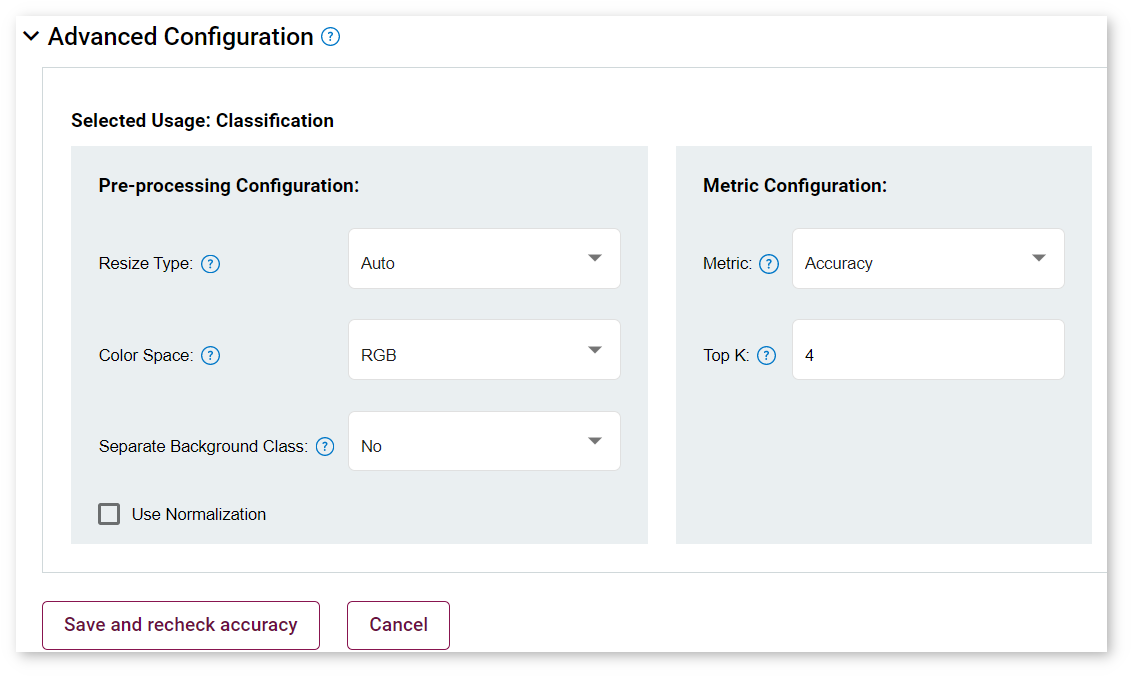 Advanced Configuration ?
Selected Usage: Classification
Pre-processing Configuration:
Resize Type: ? Auto
Color Space: ? RGB
Separate Background Class: ? No
Use Normalization
Metric Configuration:
Metric: ? Accuracy
Top K: ? 4
Save and recheck accuracy
Cancel